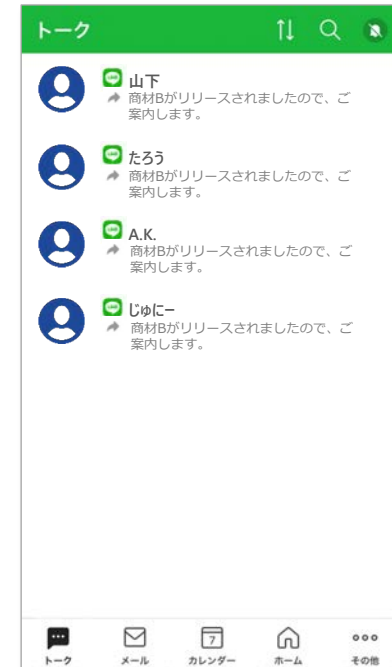 トーク
山下
商材Bがリリースされましたので、ご
案内します。
たろう
商材Bがリリースされましたので、ご
案内します。
A.K.
商材Bがリリースされましたので、ご
案内します。
じゅにー
商材Bがリリースされましたので、ご
案内します。
7
トーク メール カレンダー ホーム その他